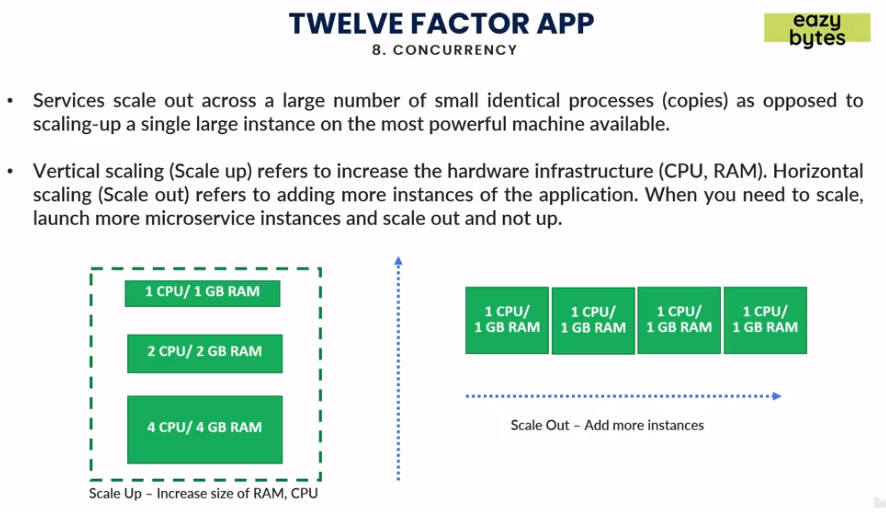 TWELVE FACTOR APP
8. CONCURRENCY
eazy
bytes
• Services scale out across a large number of small identical processes (copies) as opposed to
scaling-up a single large instance on the most powerful machine available.
• Vertical scaling (Scale up) refers to increase the hardware infrastructure (CPU, RAM). Horizontal
scaling (Scale out) refers to adding more instances of the application. When you need to scale,
launch more microservice instances and scale out and not up.
1 CPU/ 1 GB RAM
2 CPU/ 2 GB RAM
4 CPU/ 4 GB RAM
Scale Up – Increase size of RAM, CPU
1 CPU/
1 GB RAM
1 CPU/
1 GB RAM
1 CPU/
1 GB RAM
1 CPU/
1 GB RAM
Scale Out – Add more instances